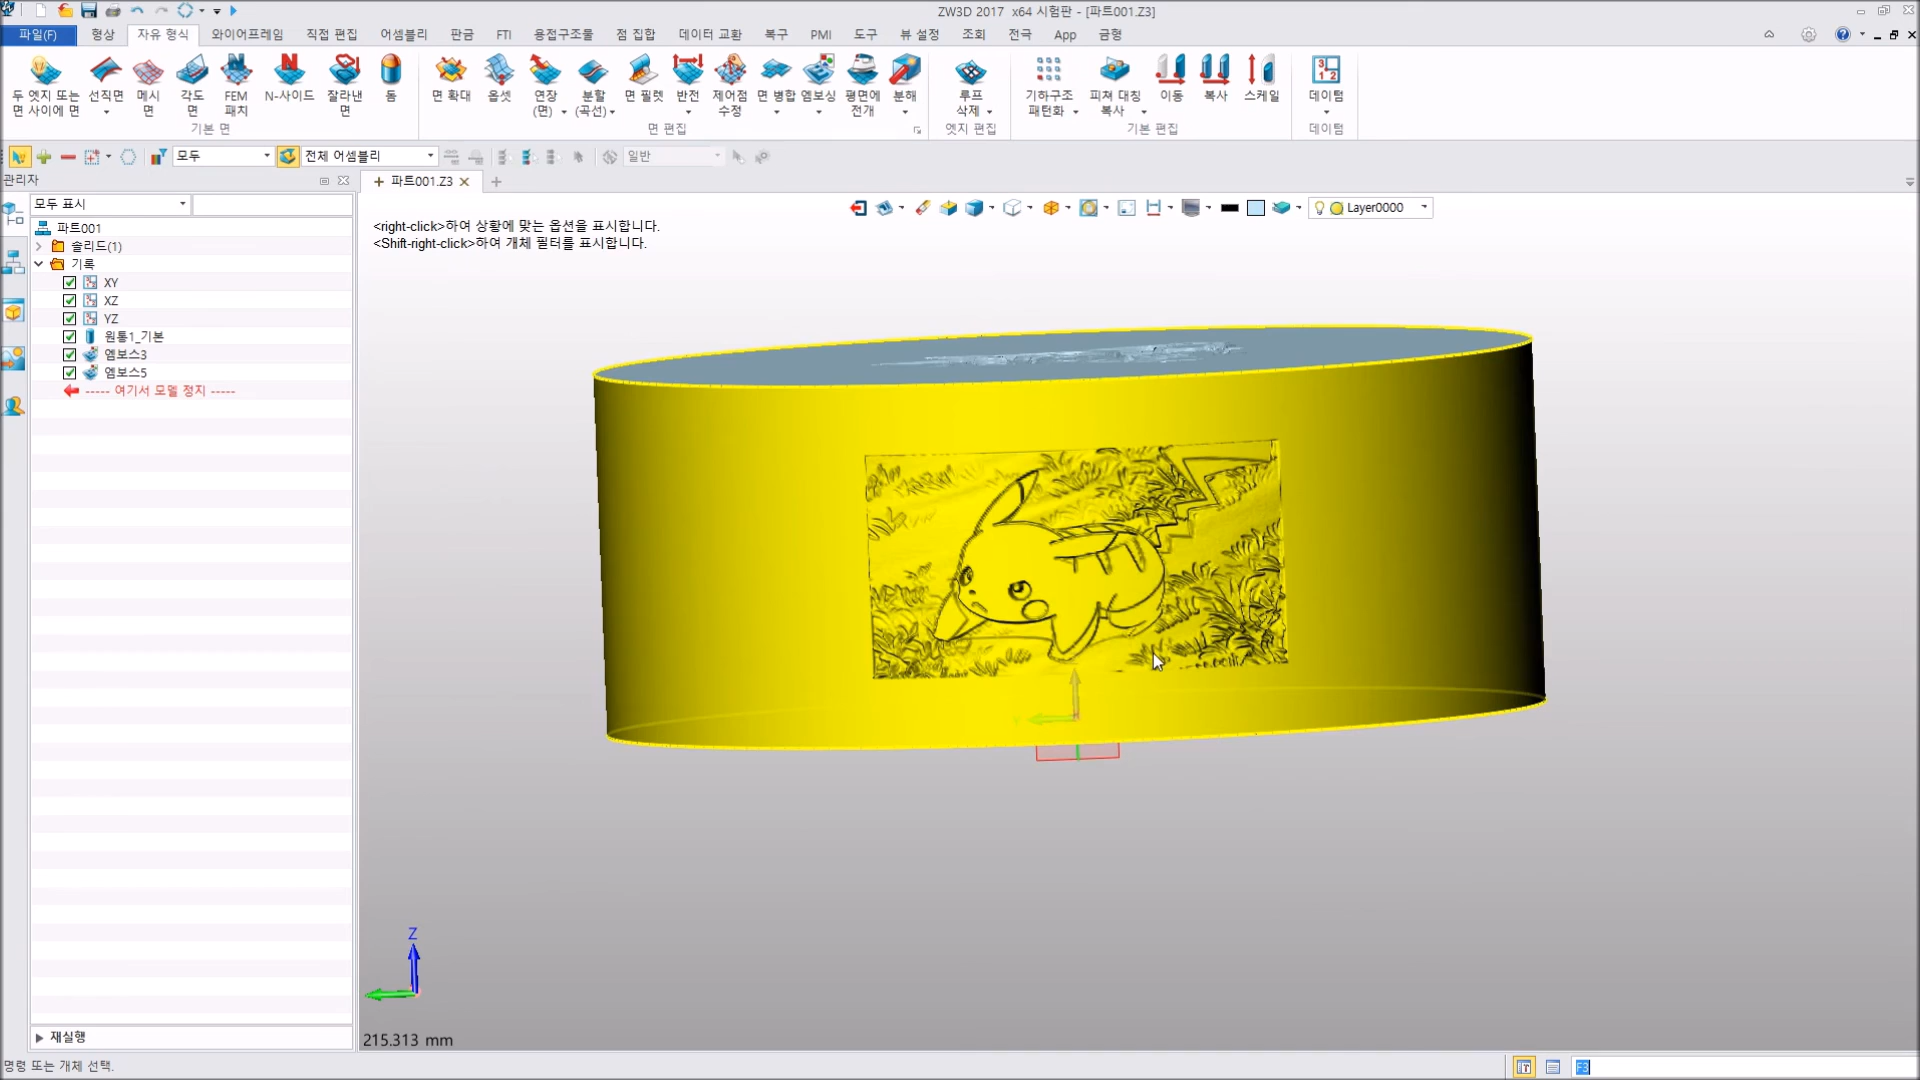 ZW3D 2017 x64 시험판 - [파트001.Z3]
파일(F) 형상 자유 형식 와이어프레임 직접 편집 어셈블리 판금 FTI 용접구조물 점 집합 데이터 교환 복구 PMI 도구 뷰 설정 조회 전극 App 금형
두 엣지 또는 면 사이에 면
선직면
메시 면
각도 면
FEM 패치
N-사이드
잘라낸 면
돔
면 확대
옵셋
연장 (면)
분할 (곡선)
면 필렛
반전
제어점 수정
면 병합
엠보싱
평면에 전개
분해
루프 삭제
기하구조 패턴화
피쳐 대칭 복사
이동
복사
스케일
데이텀
기본 면 면 편집 엣지 편집 기본 편집 데이텀
모두 전체 어셈블리 일반
관리자
파트001.Z3
모두 표시
파트001
솔리드(1)
기록
XY
XZ
YZ
원통1_기본
엠보스3
엠보스5
----- 여기서 모델 정지 -----
<right-click>하여 상황에 맞는 옵션을 표시합니다.
<Shift-right-click>하여 개체 필터를 표시합니다.
Layer0000
Z
215.313 mm
재실행
명령 또는 개체 선택.
F3